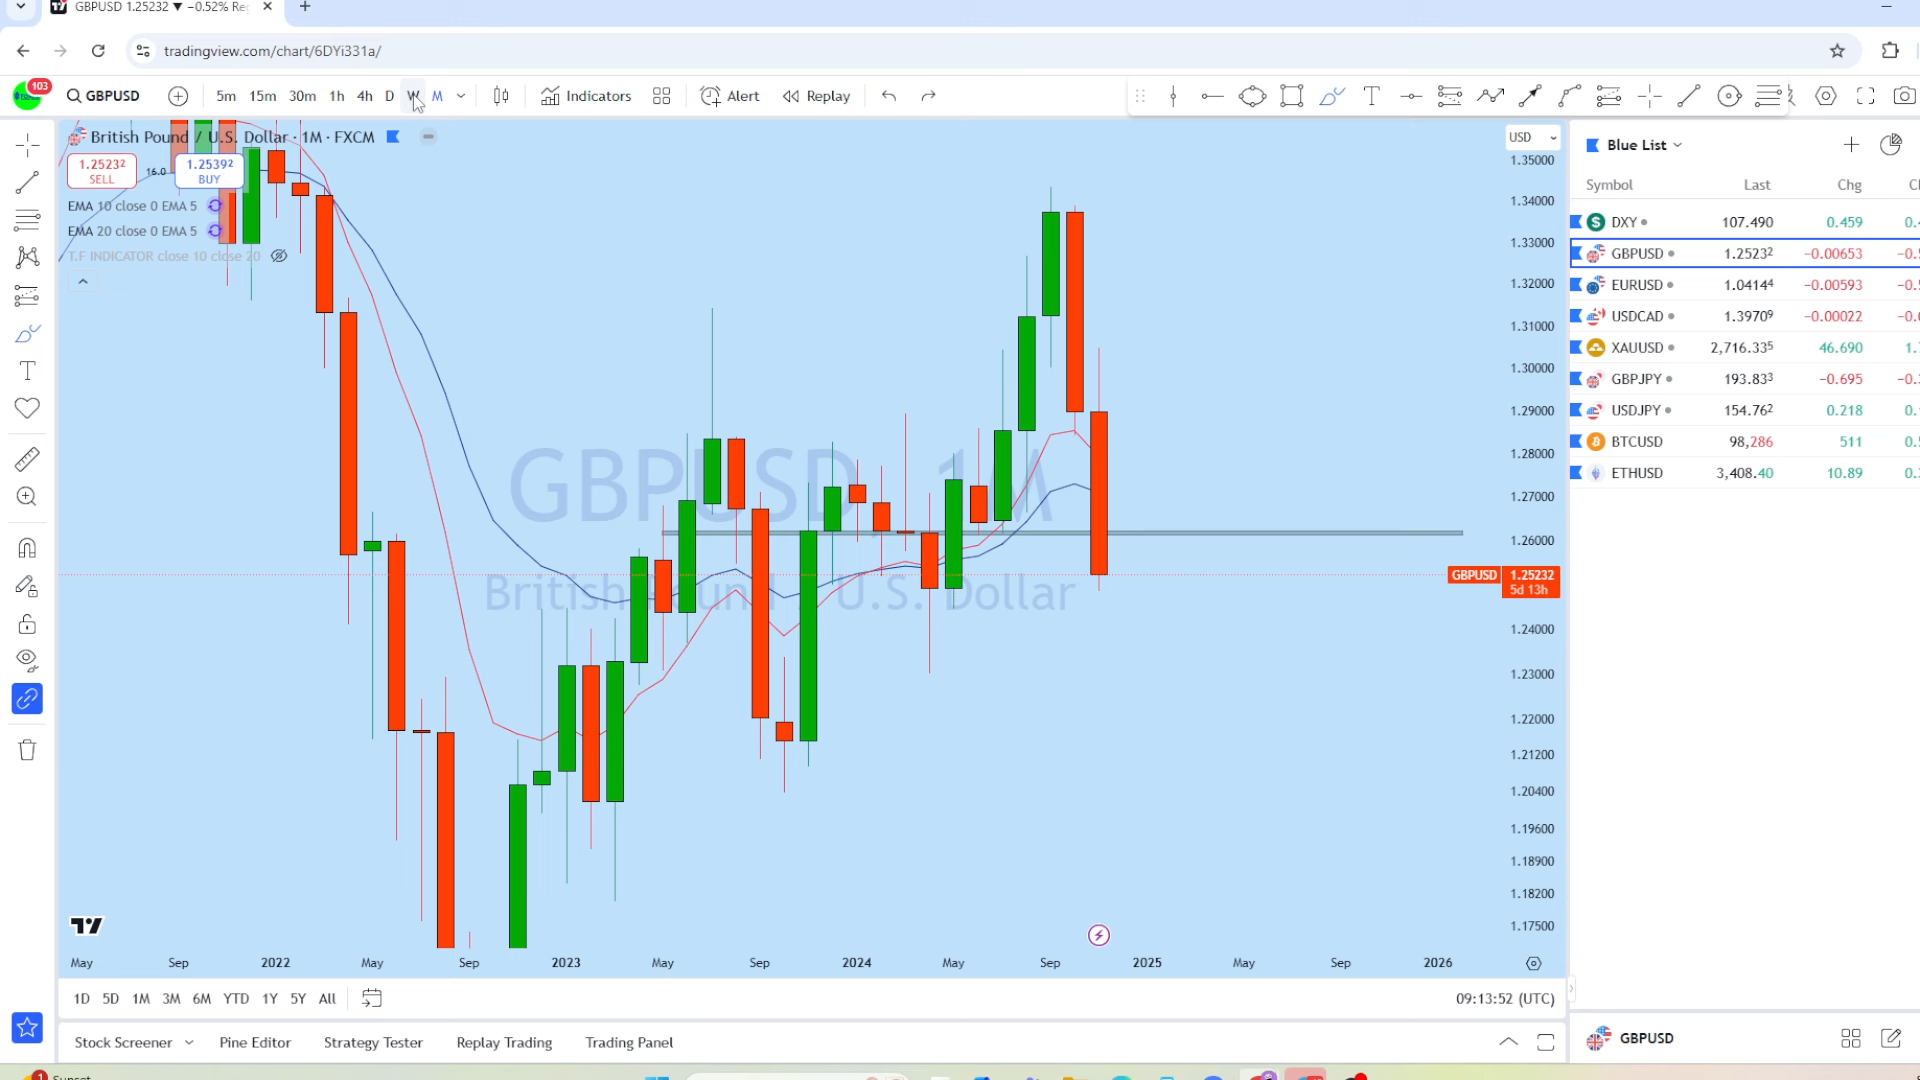 GBPUSD 1.25232 ▼ −0.52%
tradingview.com/chart/6DYi331a/
103
GBPUSD 5m 15m 30m 1h 4h D W M Indicators Alert Replay
British Pound / U.S. Dollar · 1M · FXCM
1.25232 SELL 16.0 1.25392 BUY
EMA 10 close 0 EMA 5
EMA 20 close 0 EMA 5
T.F INDICATOR close 10 close 20
GBPUSD, 1M
British Pound / U.S. Dollar
USD
1.35000
1.34000
1.33000
1.32000
1.31000
1.30000
1.29000
1.28000
1.27000
1.26000
GBPUSD 1.25232
5d 13h
1.24000
1.23000
1.22000
1.21200
1.20400
1.19600
1.18900
1.18200
1.17500
May Sep 2022 May Sep 2023 May Sep 2024 May Sep 2025 May Sep 2026
1D 5D 1M 3M 6M YTD 1Y 5Y All
09:13:52 (UTC)
Stock Screener Pine Editor Strategy Tester Replay Trading Trading Panel
Blue List
Symbol Last Chg
DXY 107.490 0.459
GBPUSD 1.25232 −0.00653
EURUSD 1.04144 −0.00593
USDCAD 1.39709 −0.00022
XAUUSD 2,716.335 46.690
GBPJPY 193.833 −0.695
USDJPY 154.762 0.218
BTCUSD 98,286 511
ETHUSD 3,408.40 10.89
GBPUSD
1
Sunset